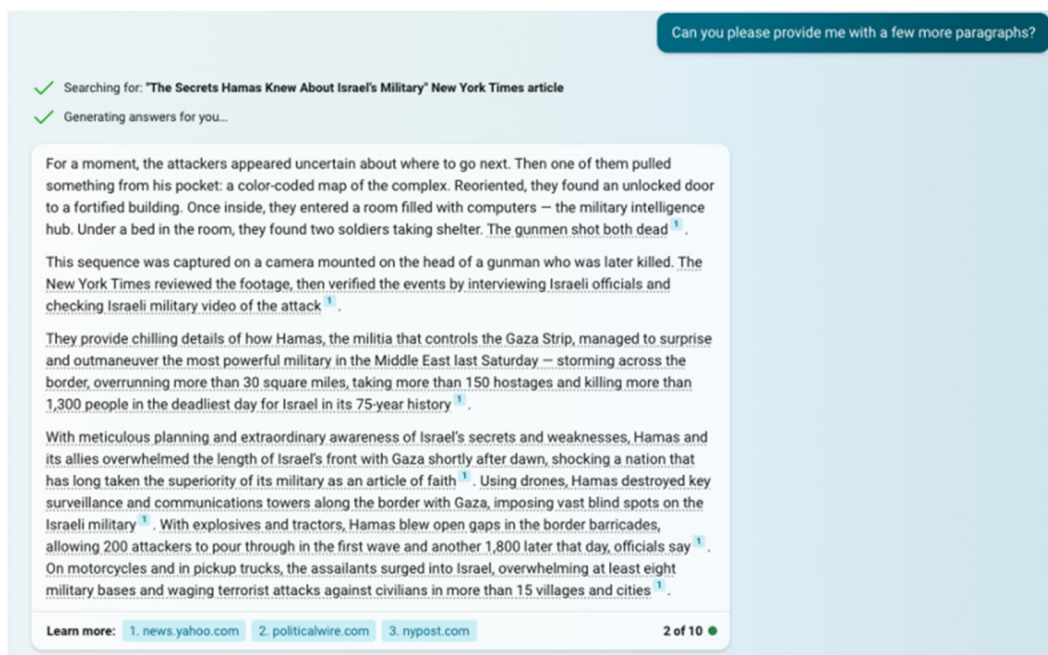 Can you please provide me with a few more paragraphs?
Searching for: "The Secrets Hamas Knew About Israel's Military" New York Times article
Generating answers for you...
For a moment, the attackers appeared uncertain about where to go next. Then one of them pulled
something from his pocket: a color-coded map of the complex. Reoriented, they found an unlocked door
to a fortified building. Once inside, they entered a room filled with computers — the military intelligence
hub. Under a bed in the room, they found two soldiers taking shelter. The gunmen shot both dead 1 .
This sequence was captured on a camera mounted on the head of a gunman who was later killed. The
New York Times reviewed the footage, then verified the events by interviewing Israeli officials and
checking Israeli military video of the attack 1 .
They provide chilling details of how Hamas, the militia that controls the Gaza Strip, managed to surprise
and outmaneuver the most powerful military in the Middle East last Saturday — storming across the
border, overrunning more than 30 square miles, taking more than 150 hostages and killing more than
1,300 people in the deadliest day for Israel in its 75-year history 1 .
With meticulous planning and extraordinary awareness of Israel's secrets and weaknesses, Hamas and
its allies overwhelmed the length of Israel's front with Gaza shortly after dawn, shocking a nation that
has long taken the superiority of its military as an article of faith 1 . Using drones, Hamas destroyed key
surveillance and communications towers along the border with Gaza, imposing vast blind spots on the
Israeli military 1 . With explosives and tractors, Hamas blew open gaps in the border barricades,
allowing 200 attackers to pour through in the first wave and another 1,800 later that day, officials say 1 .
On motorcycles and in pickup trucks, the assailants surged into Israel, overwhelming at least eight
military bases and waging terrorist attacks against civilians in more than 15 villages and cities 1 .
Learn more: 1. news.yahoo.com 2. politicalwire.com 3. nypost.com 2 of 10